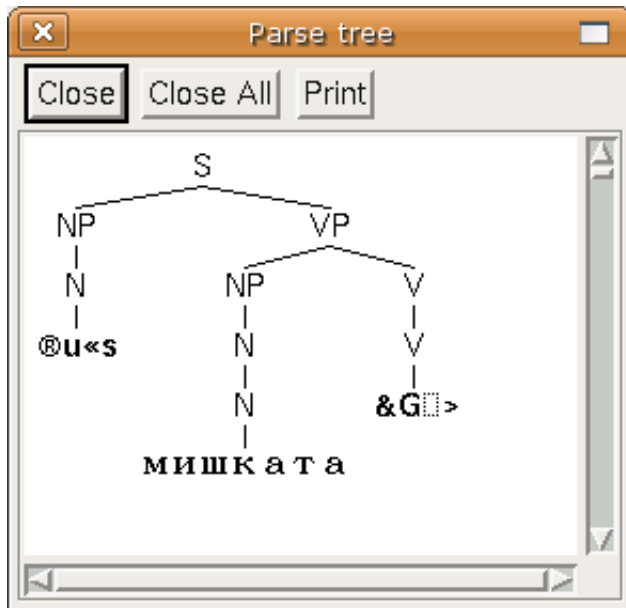 Parse tree
Close Close All Print
S
NP VP
N NP V
®u«s N V
N &G▯>
мишката